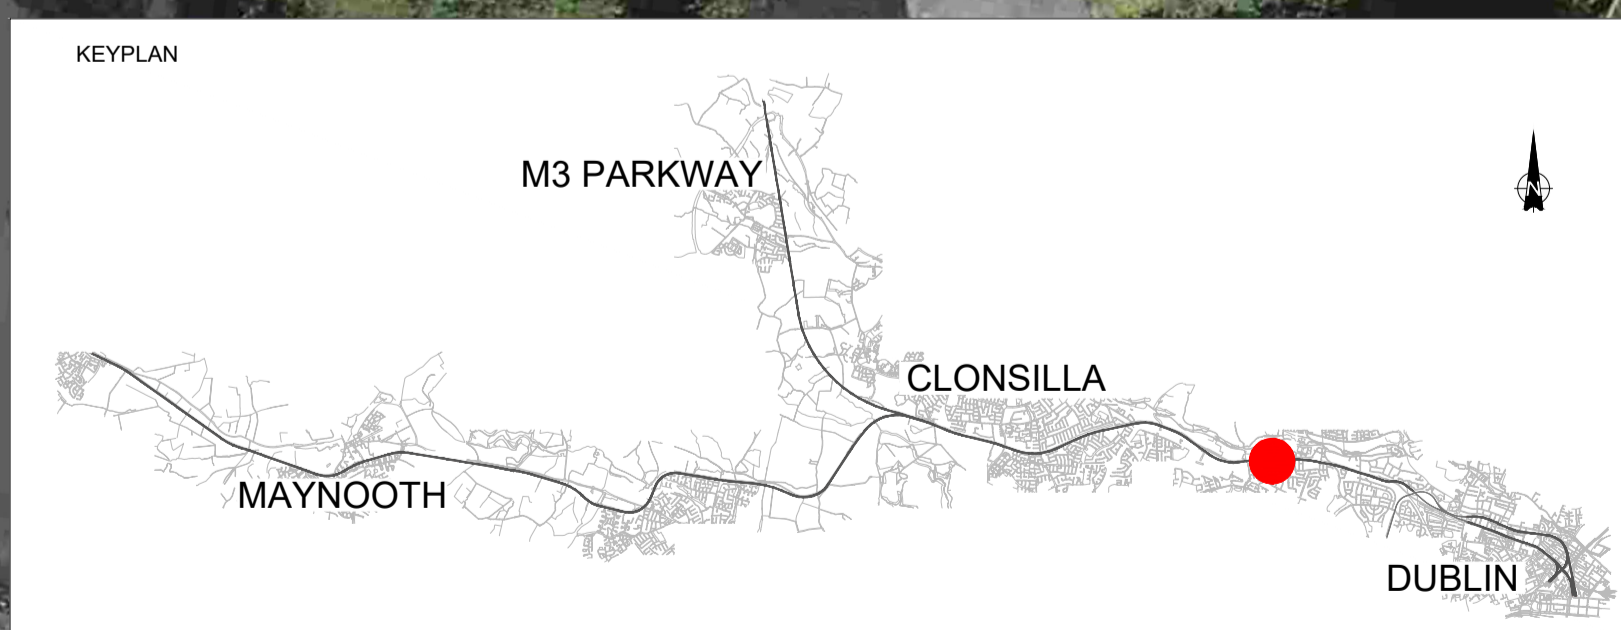 KEYPLAN
M3 PARKWAY
N
CLONSILLA
MAYNOOTH
DUBLIN